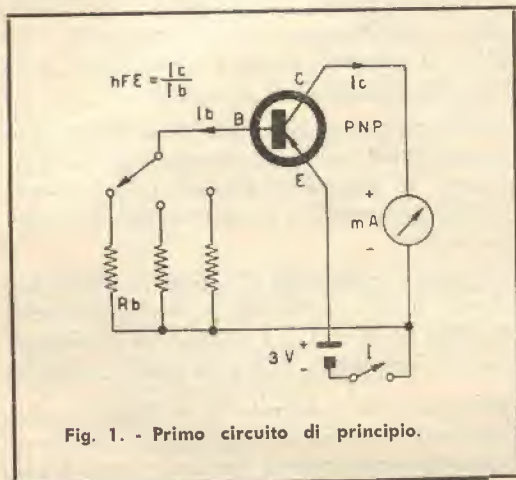 hFE = Ic
Ib
C
Ic
Ib
B
PNP
E
+
mA
-
Rb
3 V
+
-
I
Fig. 1. - Primo circuito di principio.